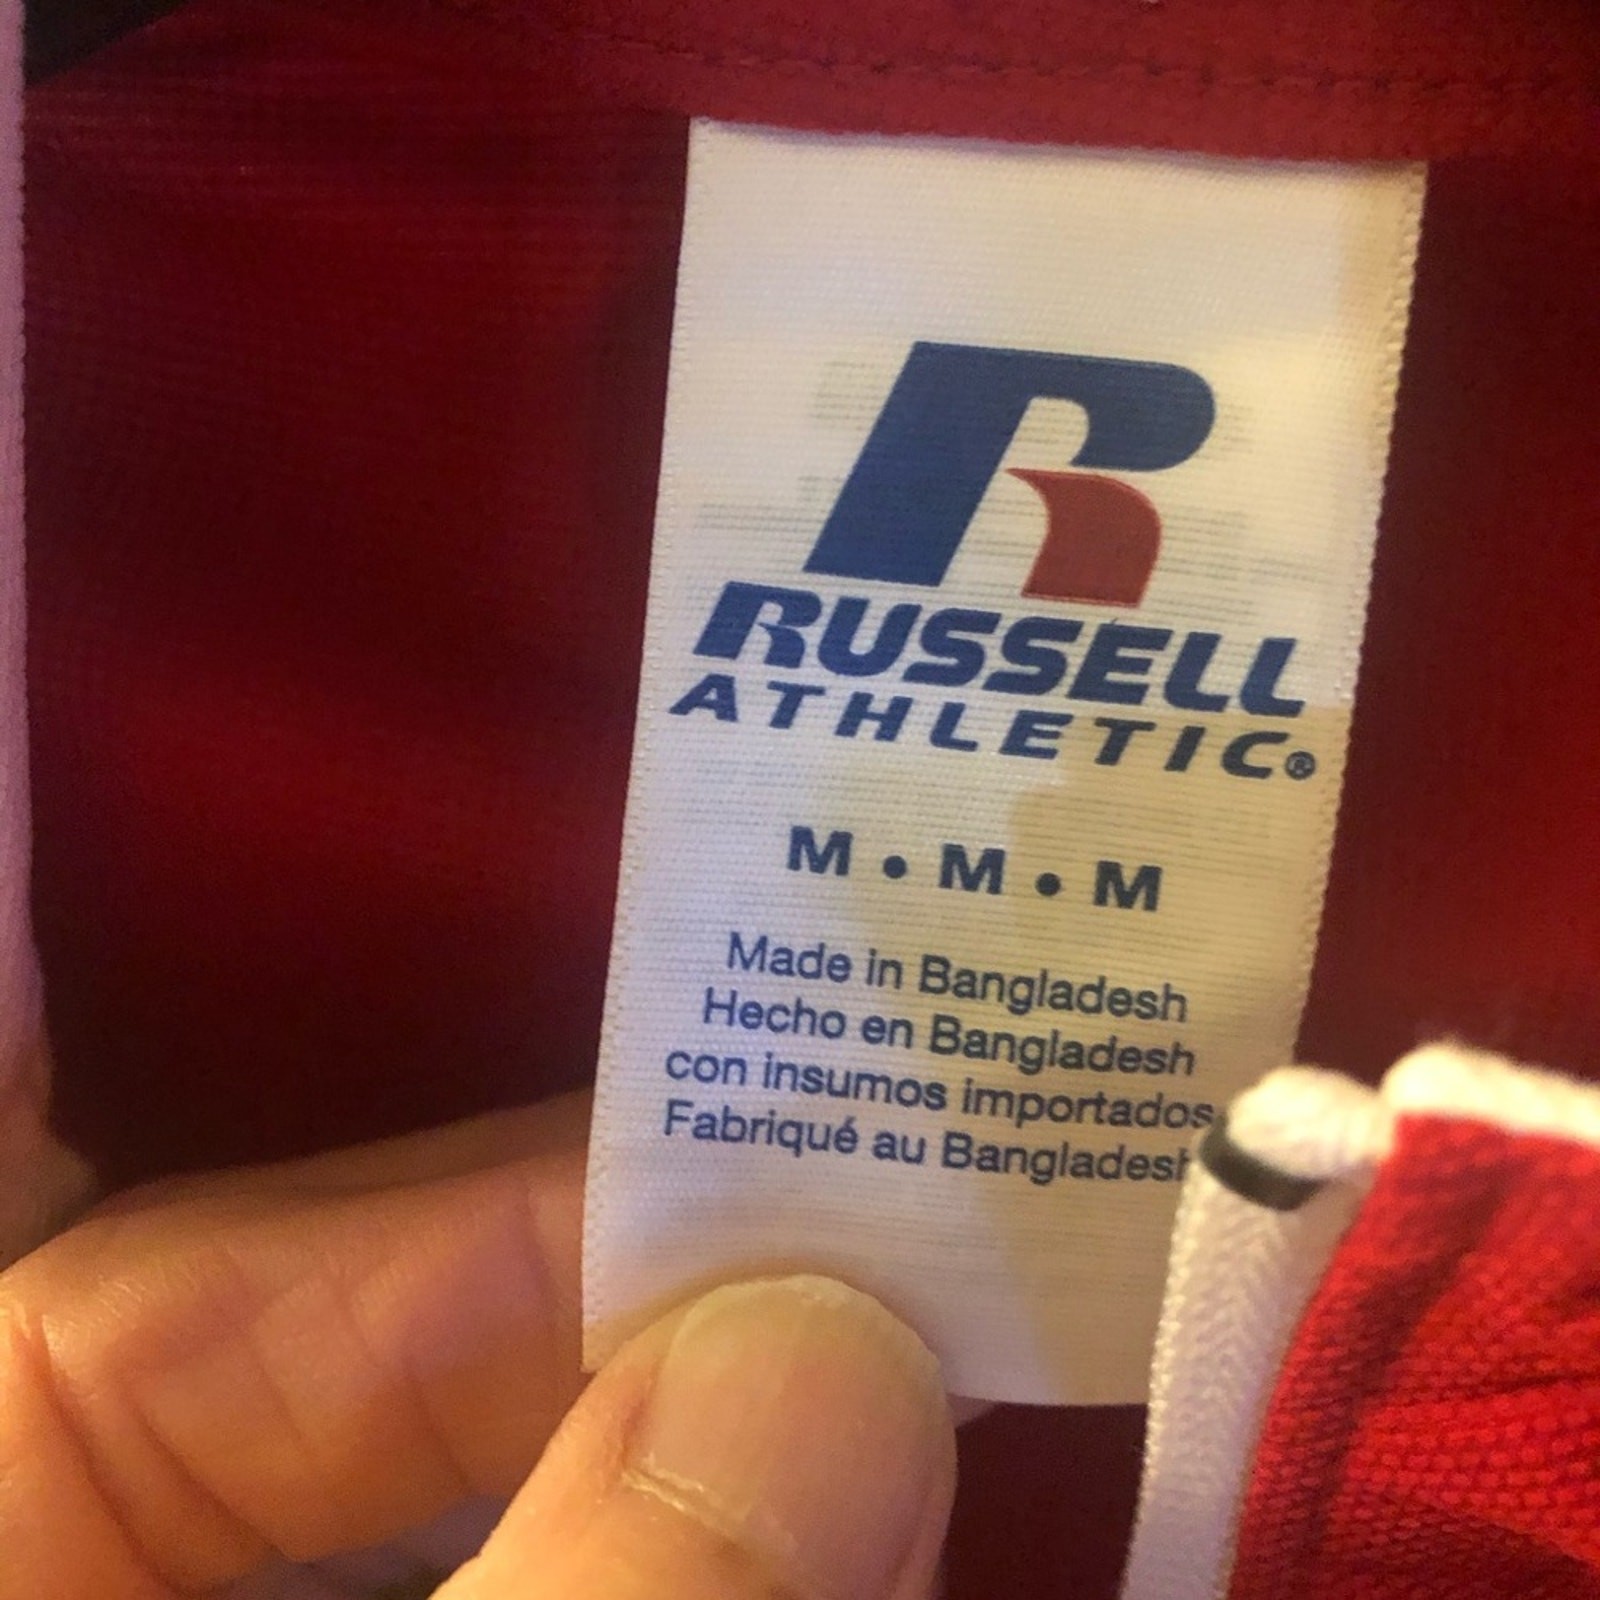 R
RUSSELL
ATHLETIC®
M • M • M
Made in Bangladesh
Hecho en Bangladesh
con insumos importados
Fabriqué au Bangladesh